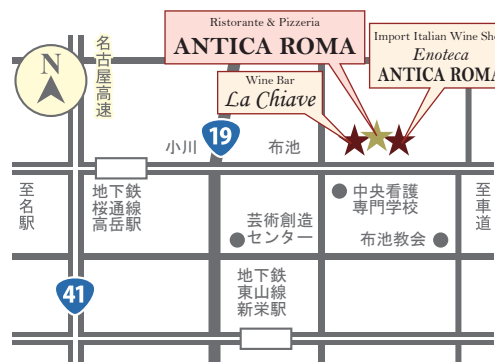 Ristorante & Pizzeria
ANTICA ROMA
Import Italian Wine Sho
Enoteca
ANTICA ROMA
Wine Bar
La Chiave
名古屋高速
N
19
小川
布池
至名駅
地下鉄
桜通線
高岳駅
中央看護
専門学校
至車道
芸術創造
センター
布池教会
地下鉄
東山線
新栄駅
41